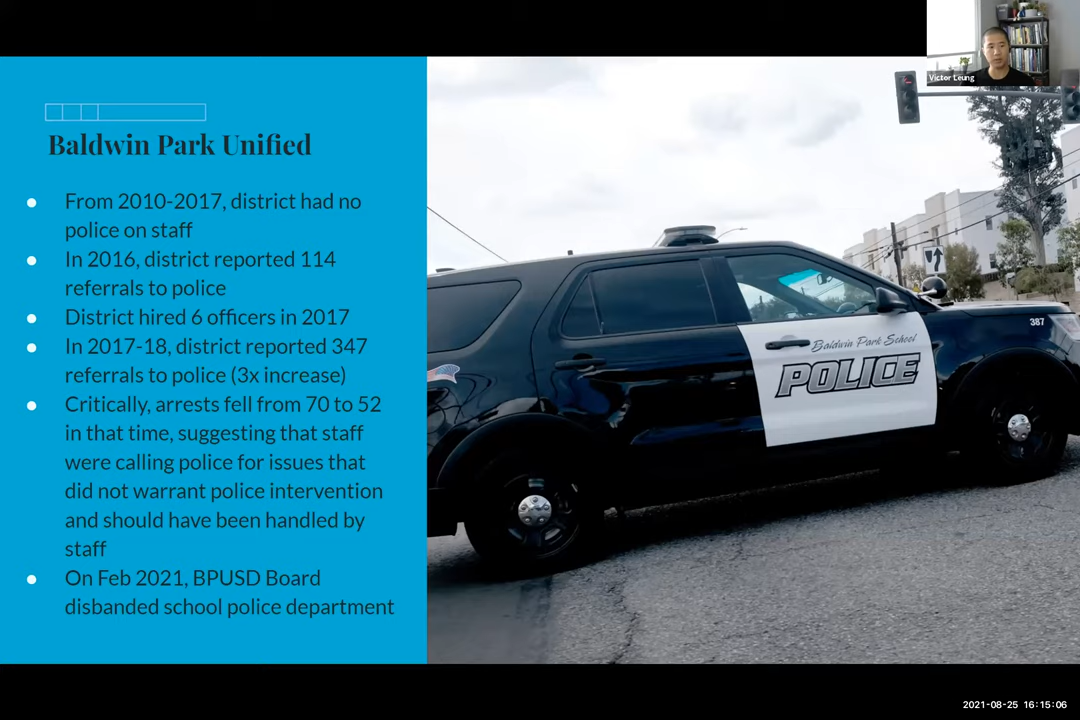 Victor Leung
Baldwin Park Unified
From 2010-2017, district had no
police on staff
In 2016, district reported 114
referrals to police
District hired 6 officers in 2017
In 2017-18, district reported 347
referrals to police (3x increase)
Critically, arrests fell from 70 to 52
in that time, suggesting that staff
were calling police for issues that
did not warrant police intervention
and should have been handled by
staff
On Feb 2021, BPUSD Board
disbanded school police department
387
Baldwin Park School
POLICE
2021-08-25 16:15:06